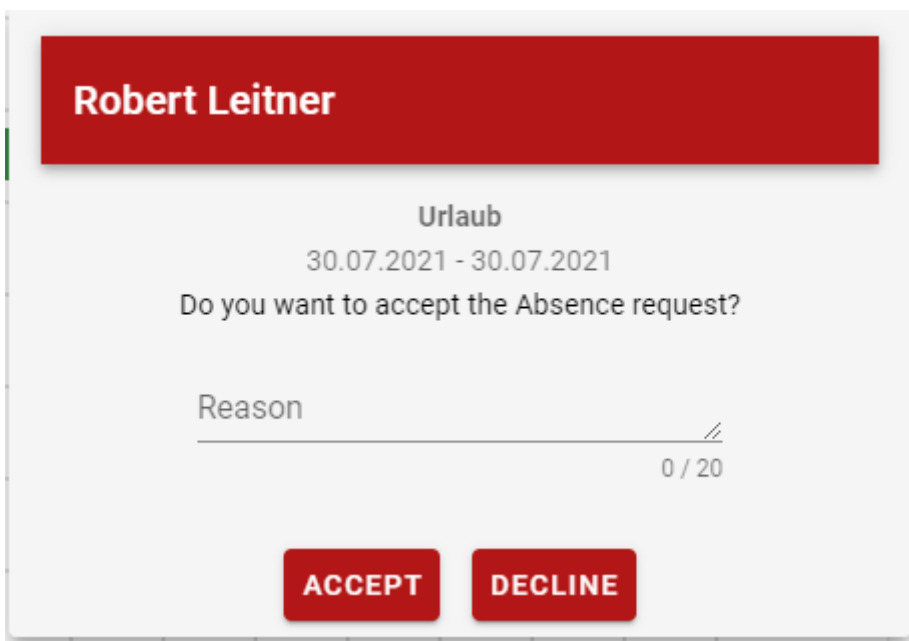 Robert Leitner
Urlaub
30.07.2021 - 30.07.2021
Do you want to accept the Absence request?
Reason
0 / 20
ACCEPT DECLINE